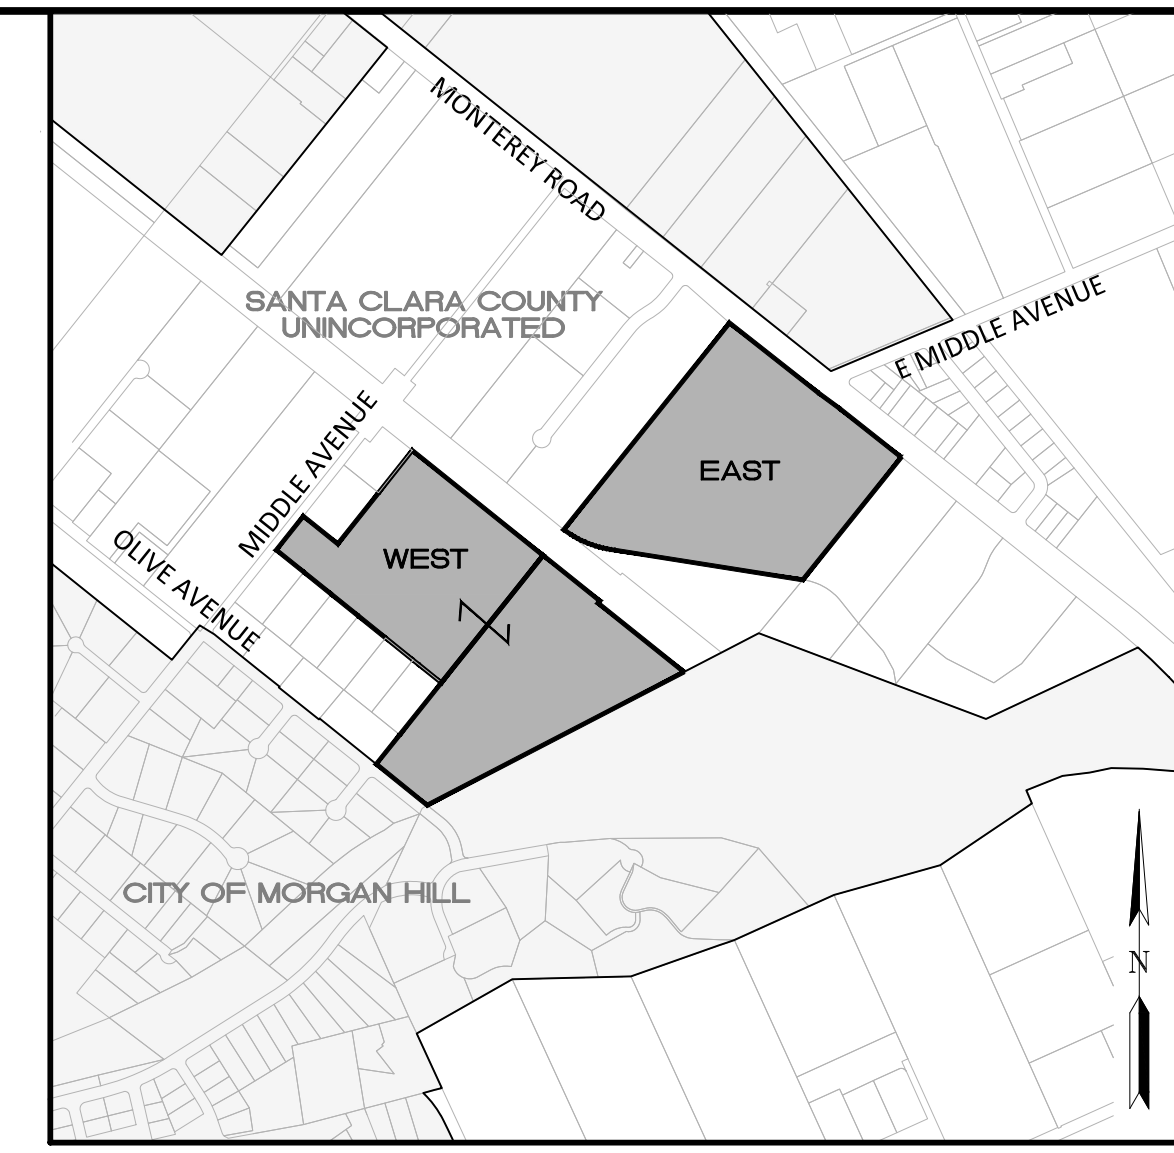 MONTEREY ROAD
SANTA CLARA COUNTY
UNINCORPORATED
E MIDDLE AVENUE
MIDDLE AVENUE
EAST
WEST
OLIVE AVENUE
CITY OF MORGAN HILL
N